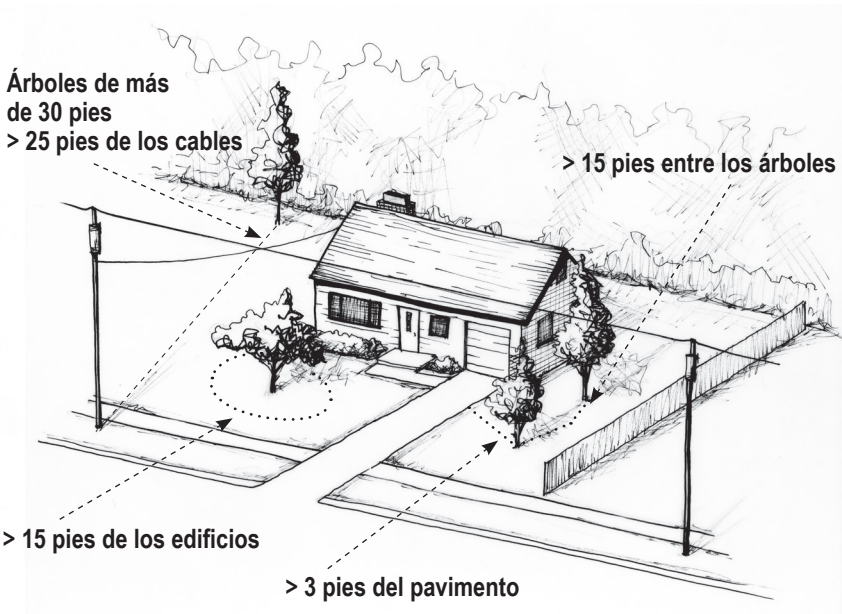 Árboles de más
de 30 pies
> 25 pies de los cables
> 15 pies entre los árboles
> 15 pies de los edificios
> 3 pies del pavimento